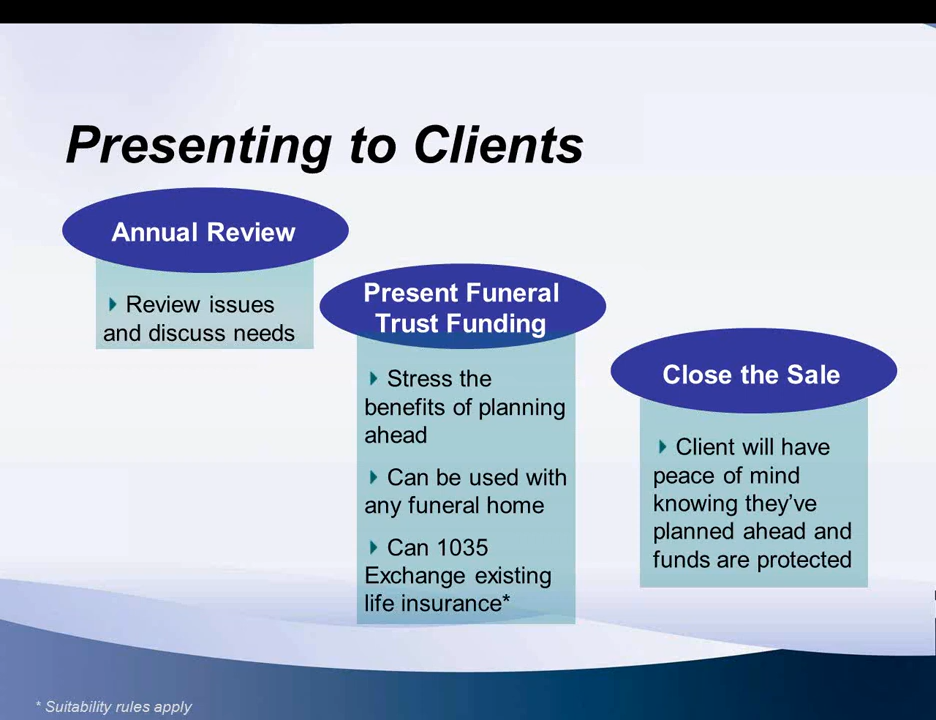 Presenting to Clients
Annual Review
Review issues
and discuss needs
Present Funeral
Trust Funding
Stress the
benefits of planning
ahead
Can be used with
any funeral home
Can 1035
Exchange existing
life insurance*
Close the Sale
Client will have
peace of mind
knowing they’ve
planned ahead and
funds are protected
* Suitability rules apply